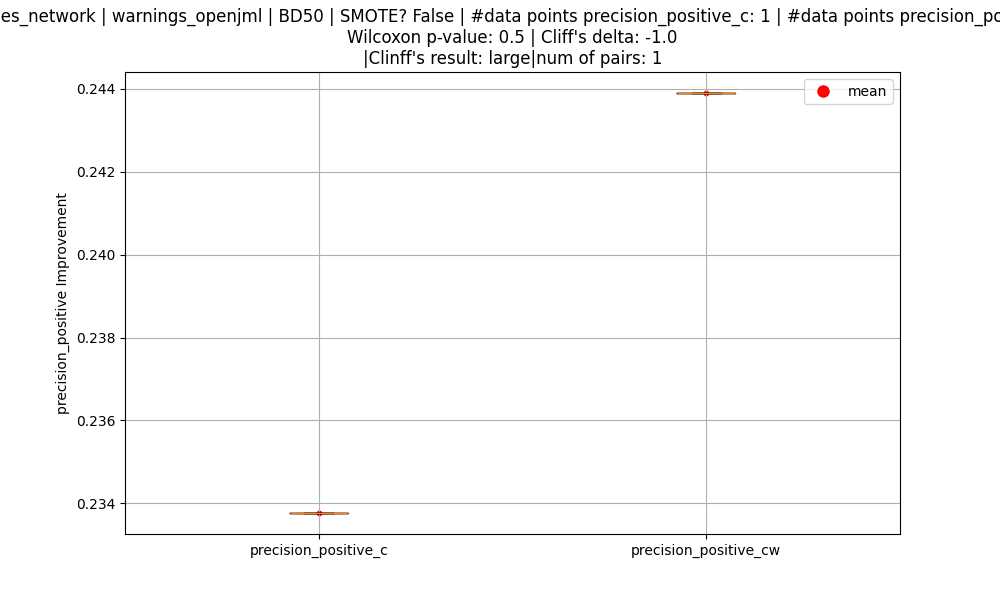 es_network | warnings_openjml | BD50 | SMOTE? False | #data points precision_positive_c: 1 | #data points precision_po
Wilcoxon p-value: 0.5 | Cliff's delta: -1.0
|Clinff's result: large|num of pairs: 1
mean
0.244
0.242
0.240
0.238
0.236
0.234
precision_positive Improvement
precision_positive_c
precision_positive_cw